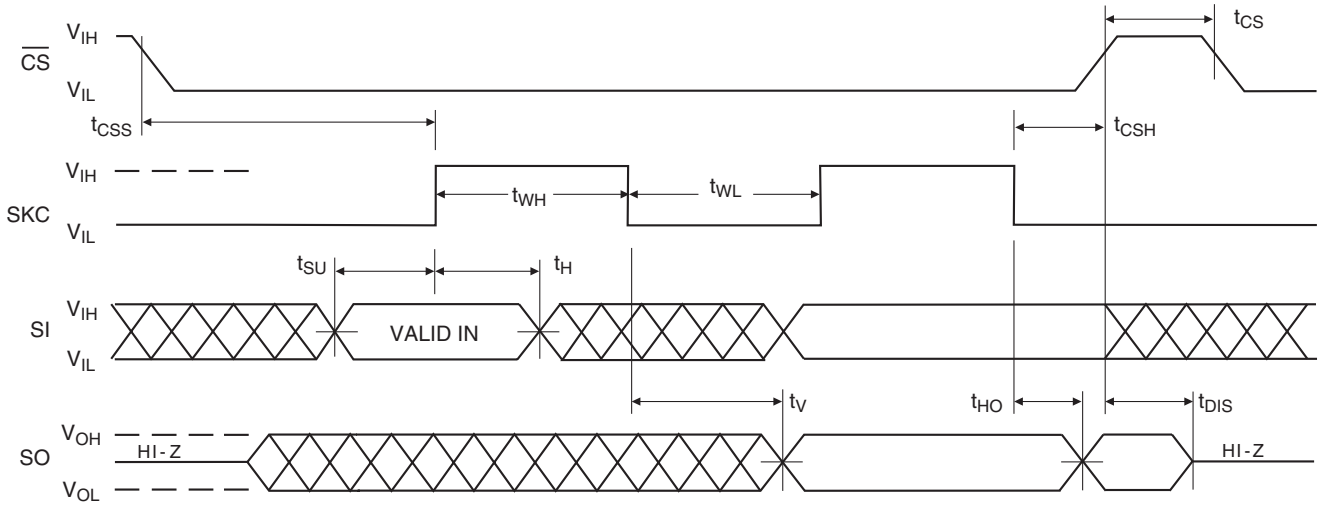 V_IH
t_CS
CS
V_IL
t_CSS
t_CSH
V_IH
t_WH
t_WL
SKC
V_IL
t_SU
t_H
V_IH
SI
VALID IN
V_IL
t_V
t_HO
t_DIS
V_OH
SO
HI-Z
HI-Z
V_OL